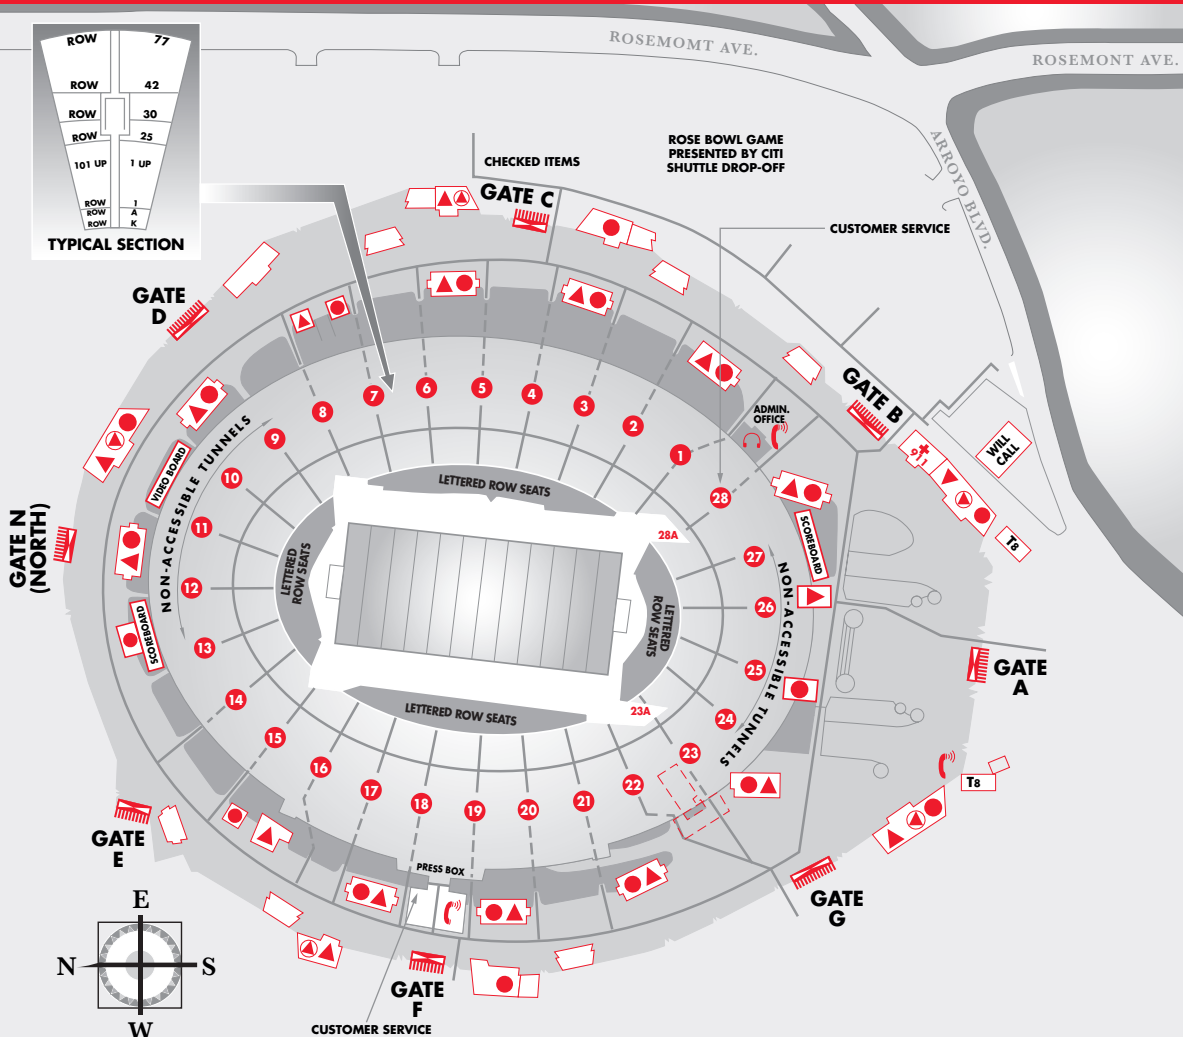 ROSEMOMT AVE.
ROSEMONT AVE.
ARROYO BLVD.
ROW 77
ROW 42
ROW 30
ROW 25
101 UP 1 UP
ROW 1
ROW A
ROW K
TYPICAL SECTION
CHECKED ITEMS
ROSE BOWL GAME
PRESENTED BY CITI
SHUTTLE DROP-OFF
GATE C
CUSTOMER SERVICE
GATE
D
GATE B
ADMIN.
OFFICE
911
WILL
CALL
T8
VIDEO BOARD
NON-ACCESSIBLE TUNNELS
SCOREBOARD
GATE N
(NORTH)
7
6
5
4
3
2
1
8
9
10
11
12
13
14
15
16
17
18
19
20
21
22
23
24
25
26
27
28
28A
23A
LETTERED ROW SEATS
LETTERED
ROW SEATS
LETTERED
ROW SEATS
LETTERED ROW SEATS
SCOREBOARD
NON-ACCESSIBLE TUNNELS
GATE
A
T8
GATE
E
PRESS BOX
GATE
G
GATE
F
CUSTOMER SERVICE
E
N S
W